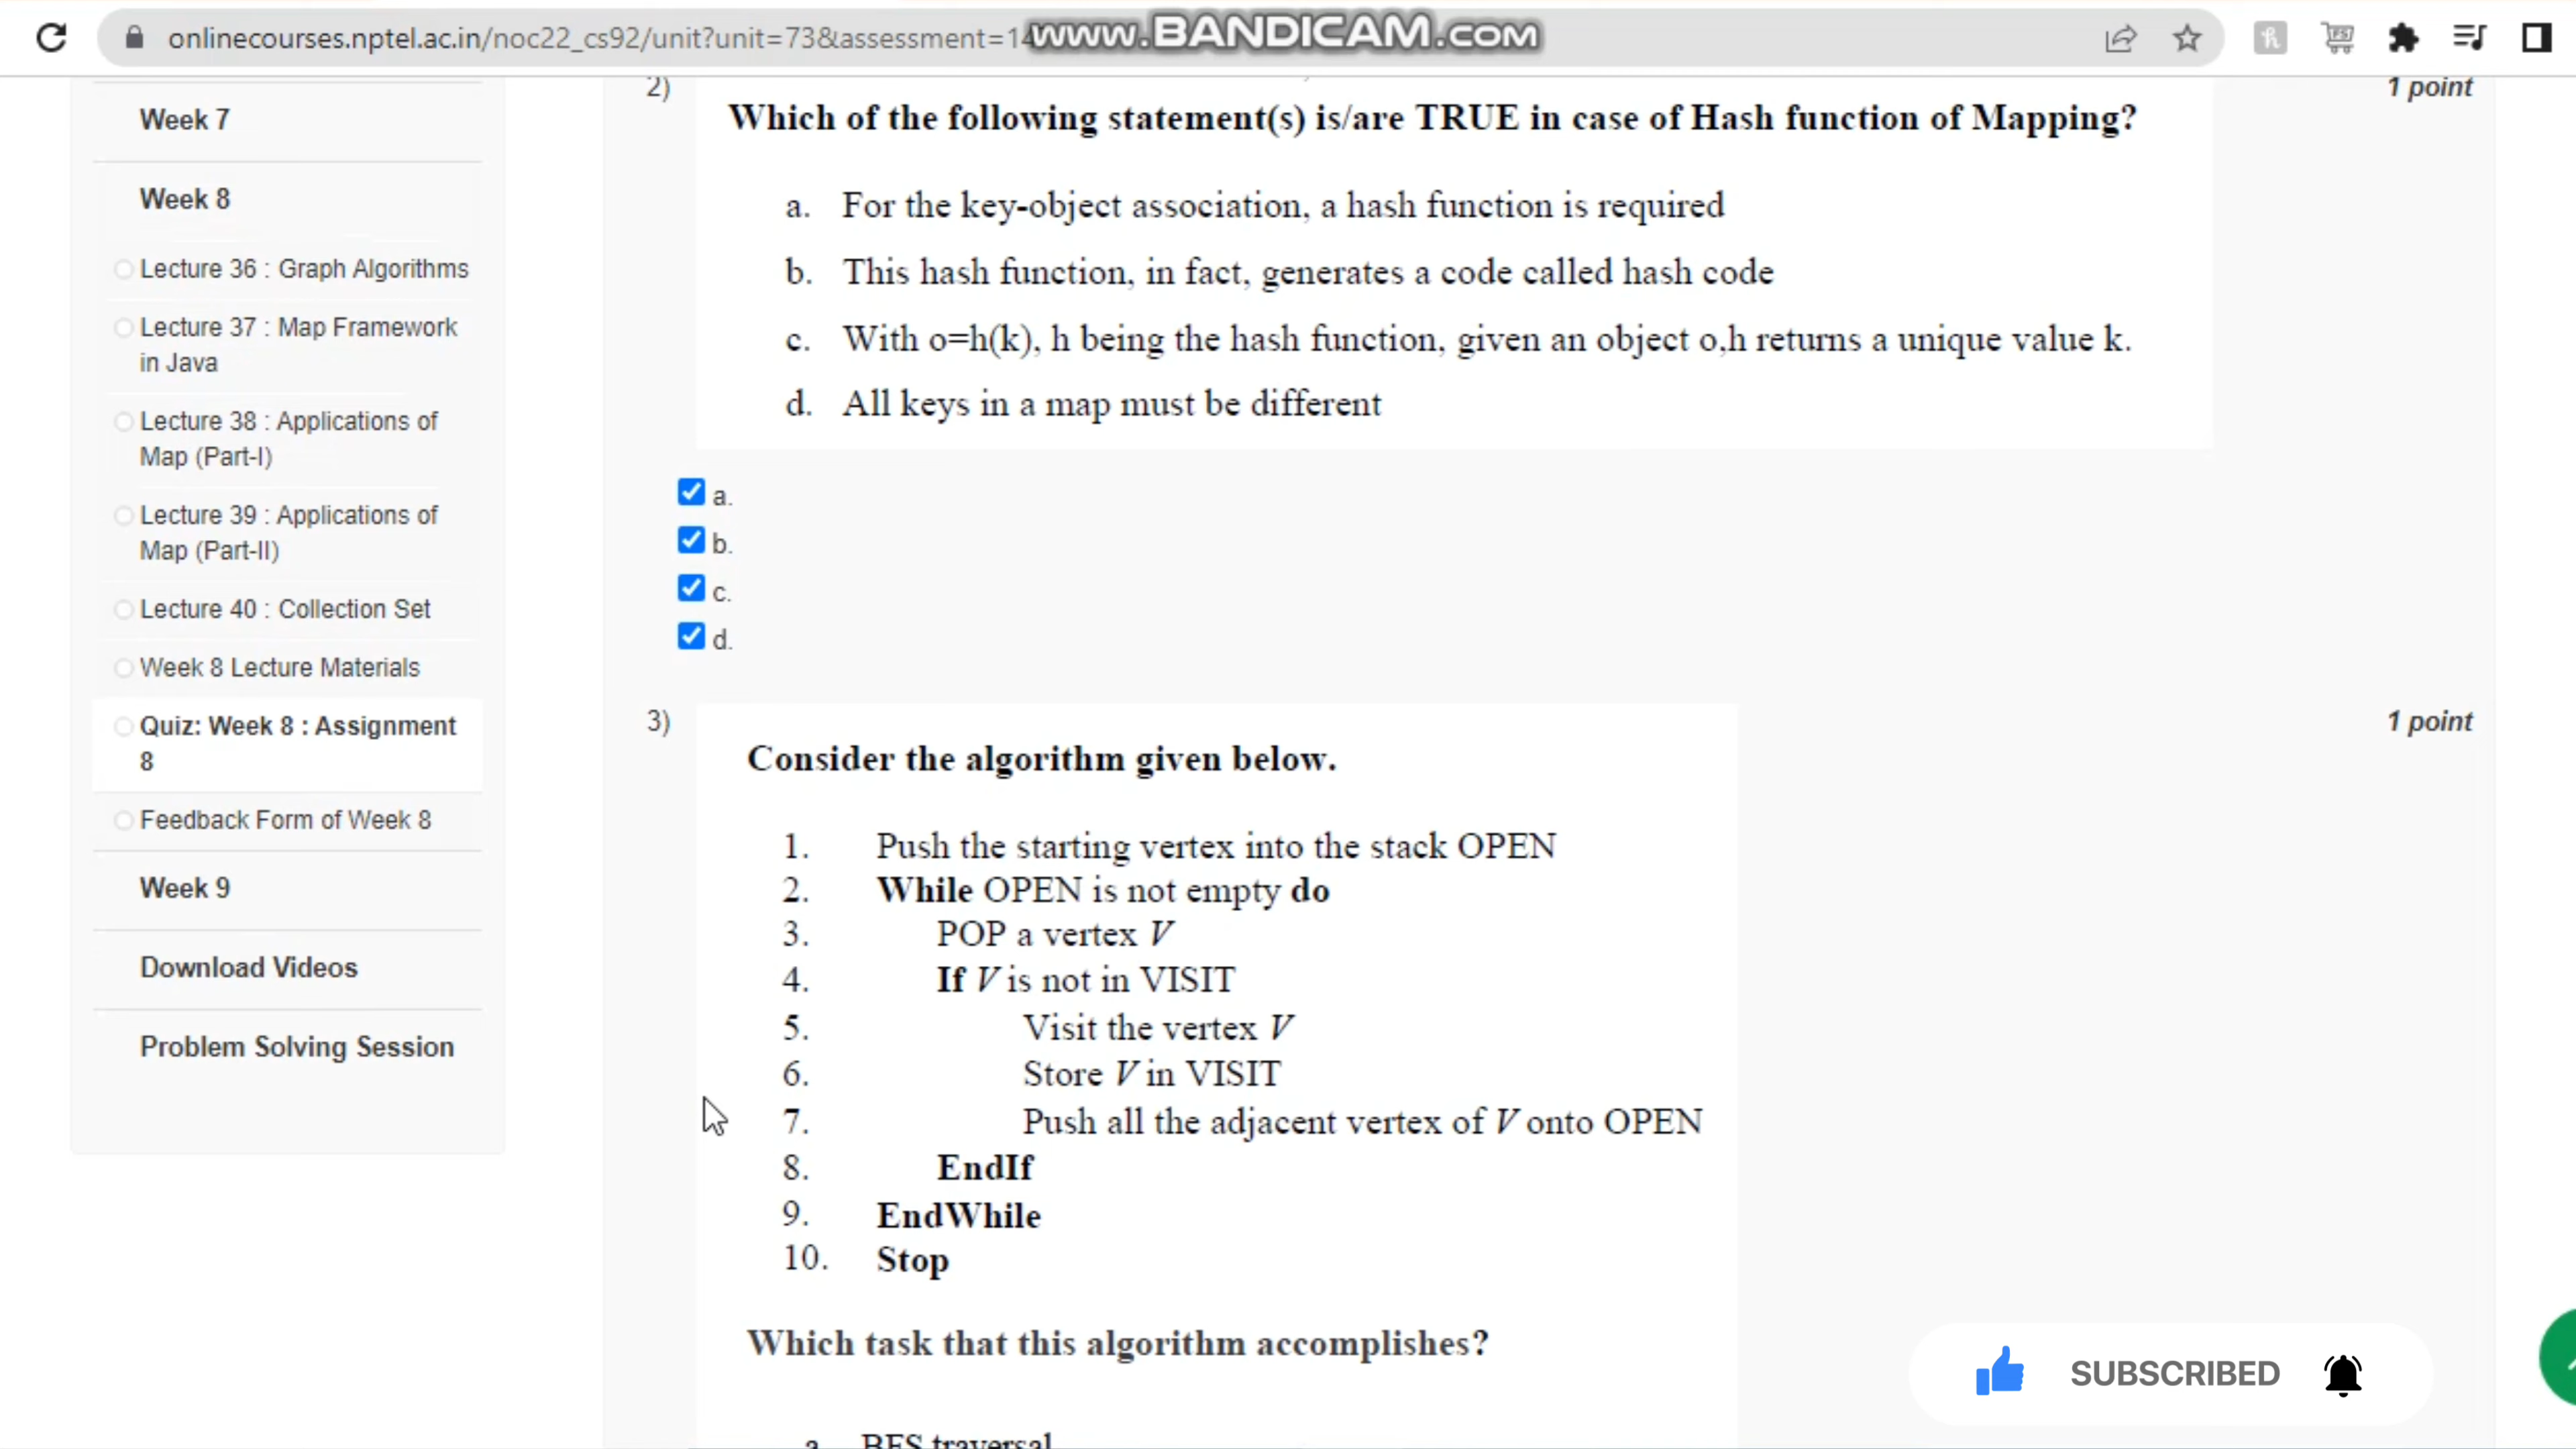 onlinecourses.nptel.ac.in/noc22_cs92/unit?unit=73&assessment=14
www.BANDICAM.com
Week 7
Week 8
Lecture 36 : Graph Algorithms
Lecture 37 : Map Framework
in Java
Lecture 38 : Applications of
Map (Part-I)
Lecture 39 : Applications of
Map (Part-II)
Lecture 40 : Collection Set
Week 8 Lecture Materials
Quiz: Week 8 : Assignment
8
Feedback Form of Week 8
Week 9
Download Videos
Problem Solving Session
2)
1 point
Which of the following statement(s) is/are TRUE in case of Hash function of Mapping?
a. For the key-object association, a hash function is required
b. This hash function, in fact, generates a code called hash code
c. With o=h(k), h being the hash function, given an object o,h returns a unique value k.
d. All keys in a map must be different
a.
b.
c.
d.
3)
1 point
Consider the algorithm given below.
1. Push the starting vertex into the stack OPEN
2. While OPEN is not empty do
3. POP a vertex V
4. If V is not in VISIT
5. Visit the vertex V
6. Store V in VISIT
7. Push all the adjacent vertex of V onto OPEN
8. EndIf
9. EndWhile
10. Stop
Which task that this algorithm accomplishes?
a. BFS traversal
SUBSCRIBED